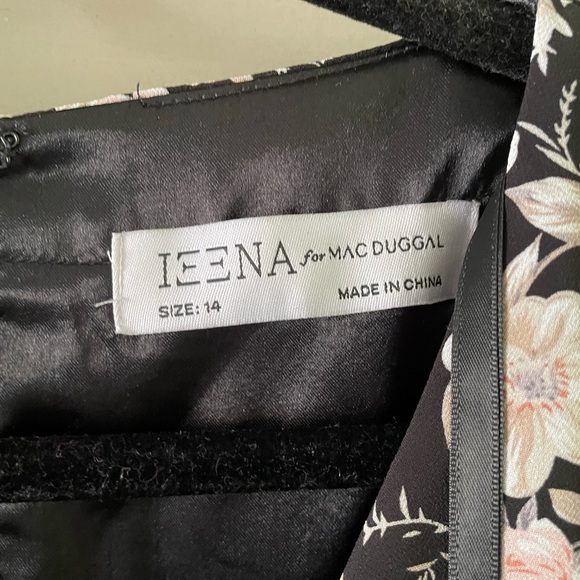 IEENA for MAC DUGGAL
SIZE: 14 MADE IN CHINA